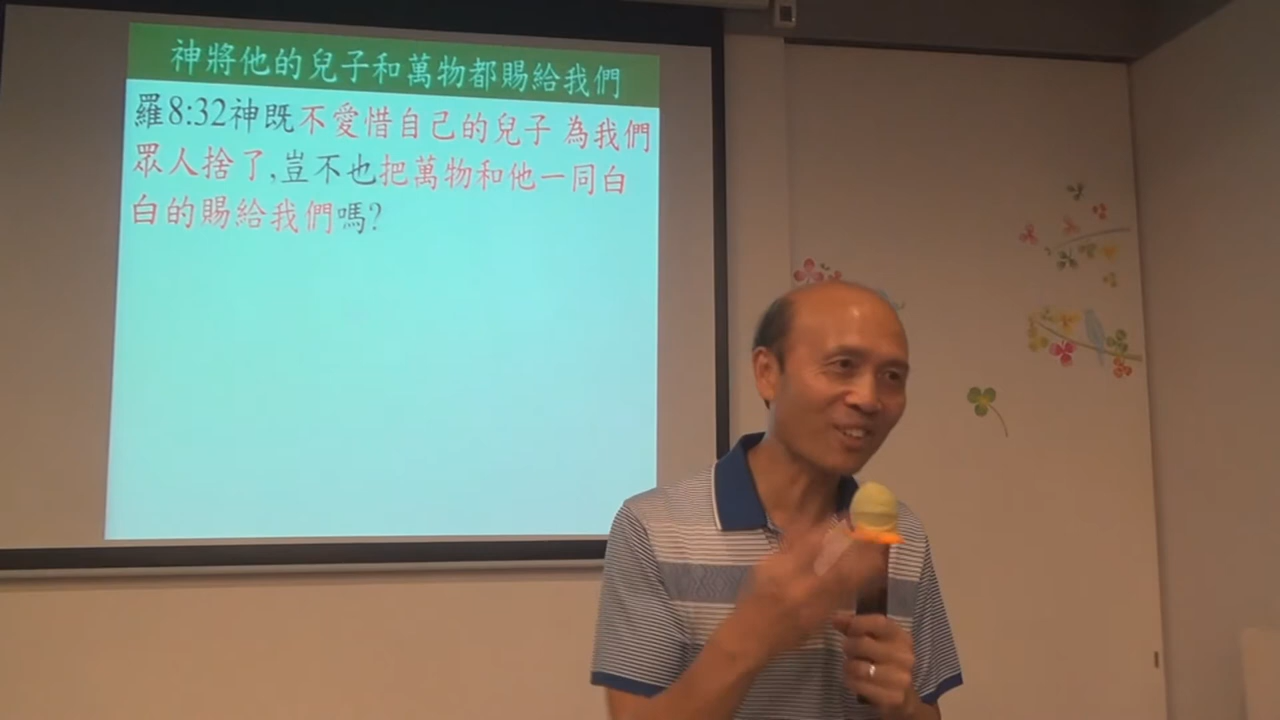 神將他的兒子和萬物都賜給我們
羅8:32神既不愛惜自己的兒子 為我們
眾人捨了,豈不也把萬物和他一同白
白的賜給我們嗎?